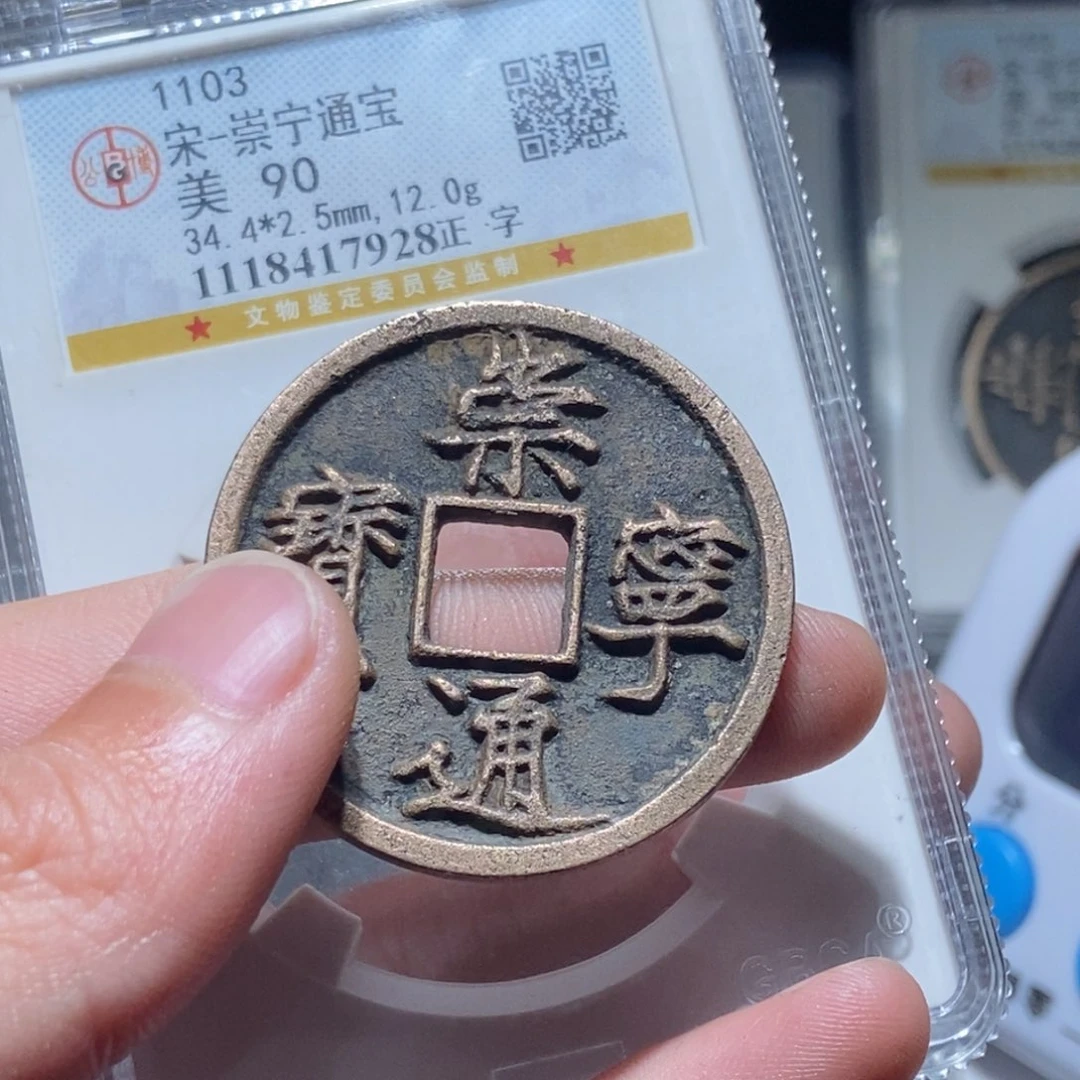 1103
宋-崇宁通宝
美 90
34.4*2.5mm,12.0g
1118417928正 字
文物鉴定委员会监制
公博
崇
寧
通
寶
®